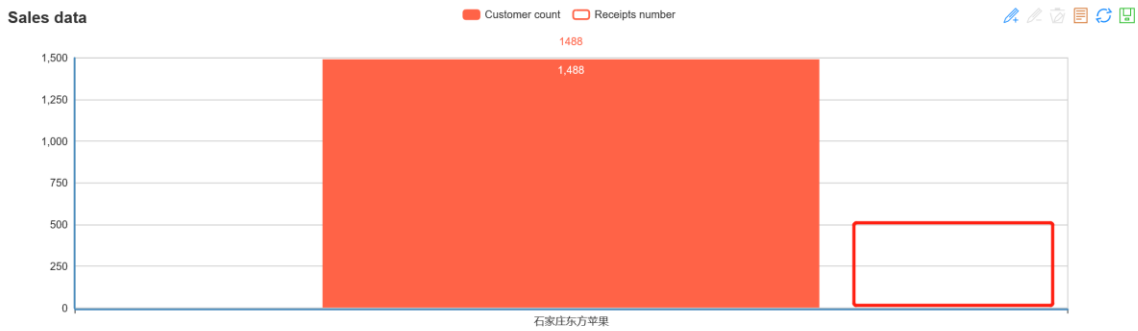 Sales data
Customer count
Receipts number
1488
1,488
1,500
1,250
1,000
750
500
250
0
石家庄东方苹果